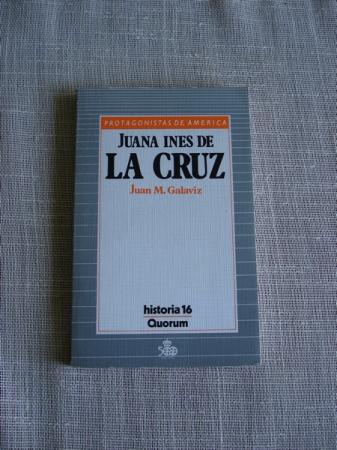 PROTAGONISTAS DE AMERICA
JUANA INES DE
LA CRUZ
Juan M. Galaviz
historia 16
Quorum